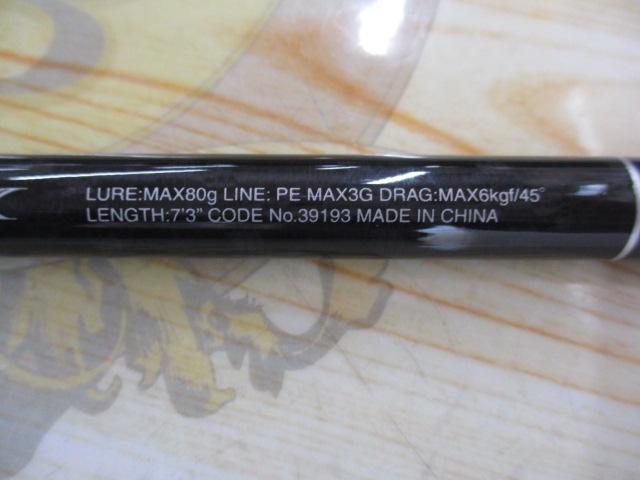 LURE:MAX80g LINE: PE MAX3G DRAG:MAX6kgf/45°
LENGTH:7'3" CODE No.39193 MADE IN CHINA